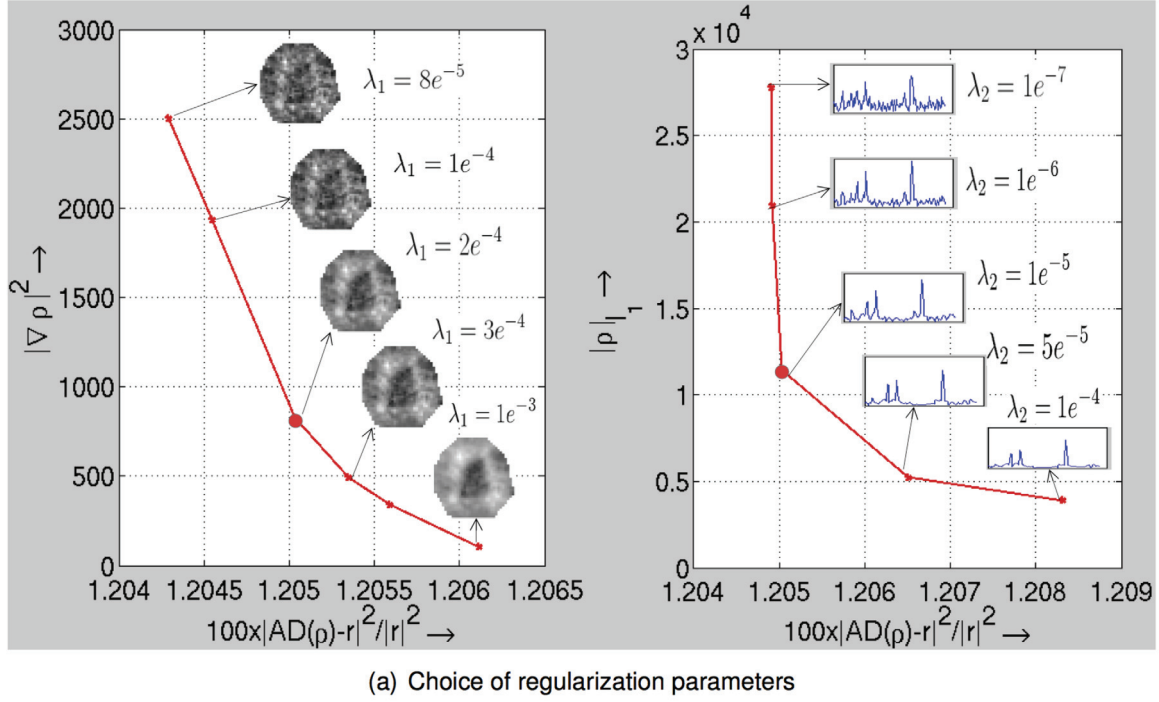 3000
2500
2000
1500
1000
500
0
|∇ ρ|² →
λ₁ = 8e⁻⁵
λ₁ = 1e⁻⁴
λ₁ = 2e⁻⁴
λ₁ = 3e⁻⁴
λ₁ = 1e⁻³
1.204 1.2045 1.205 1.2055 1.206 1.2065
100x|AD(ρ)-r|²/|r|² →
x 10⁴
3
2.5
2
1.5
1
0.5
0
|ρ|ₗ₁ →
λ₂ = 1e⁻⁷
λ₂ = 1e⁻⁶
λ₂ = 1e⁻⁵
λ₂ = 5e⁻⁵
λ₂ = 1e⁻⁴
1.204 1.205 1.206 1.207 1.208 1.209
100x|AD(ρ)-r|²/|r|² →
(a) Choice of regularization parameters